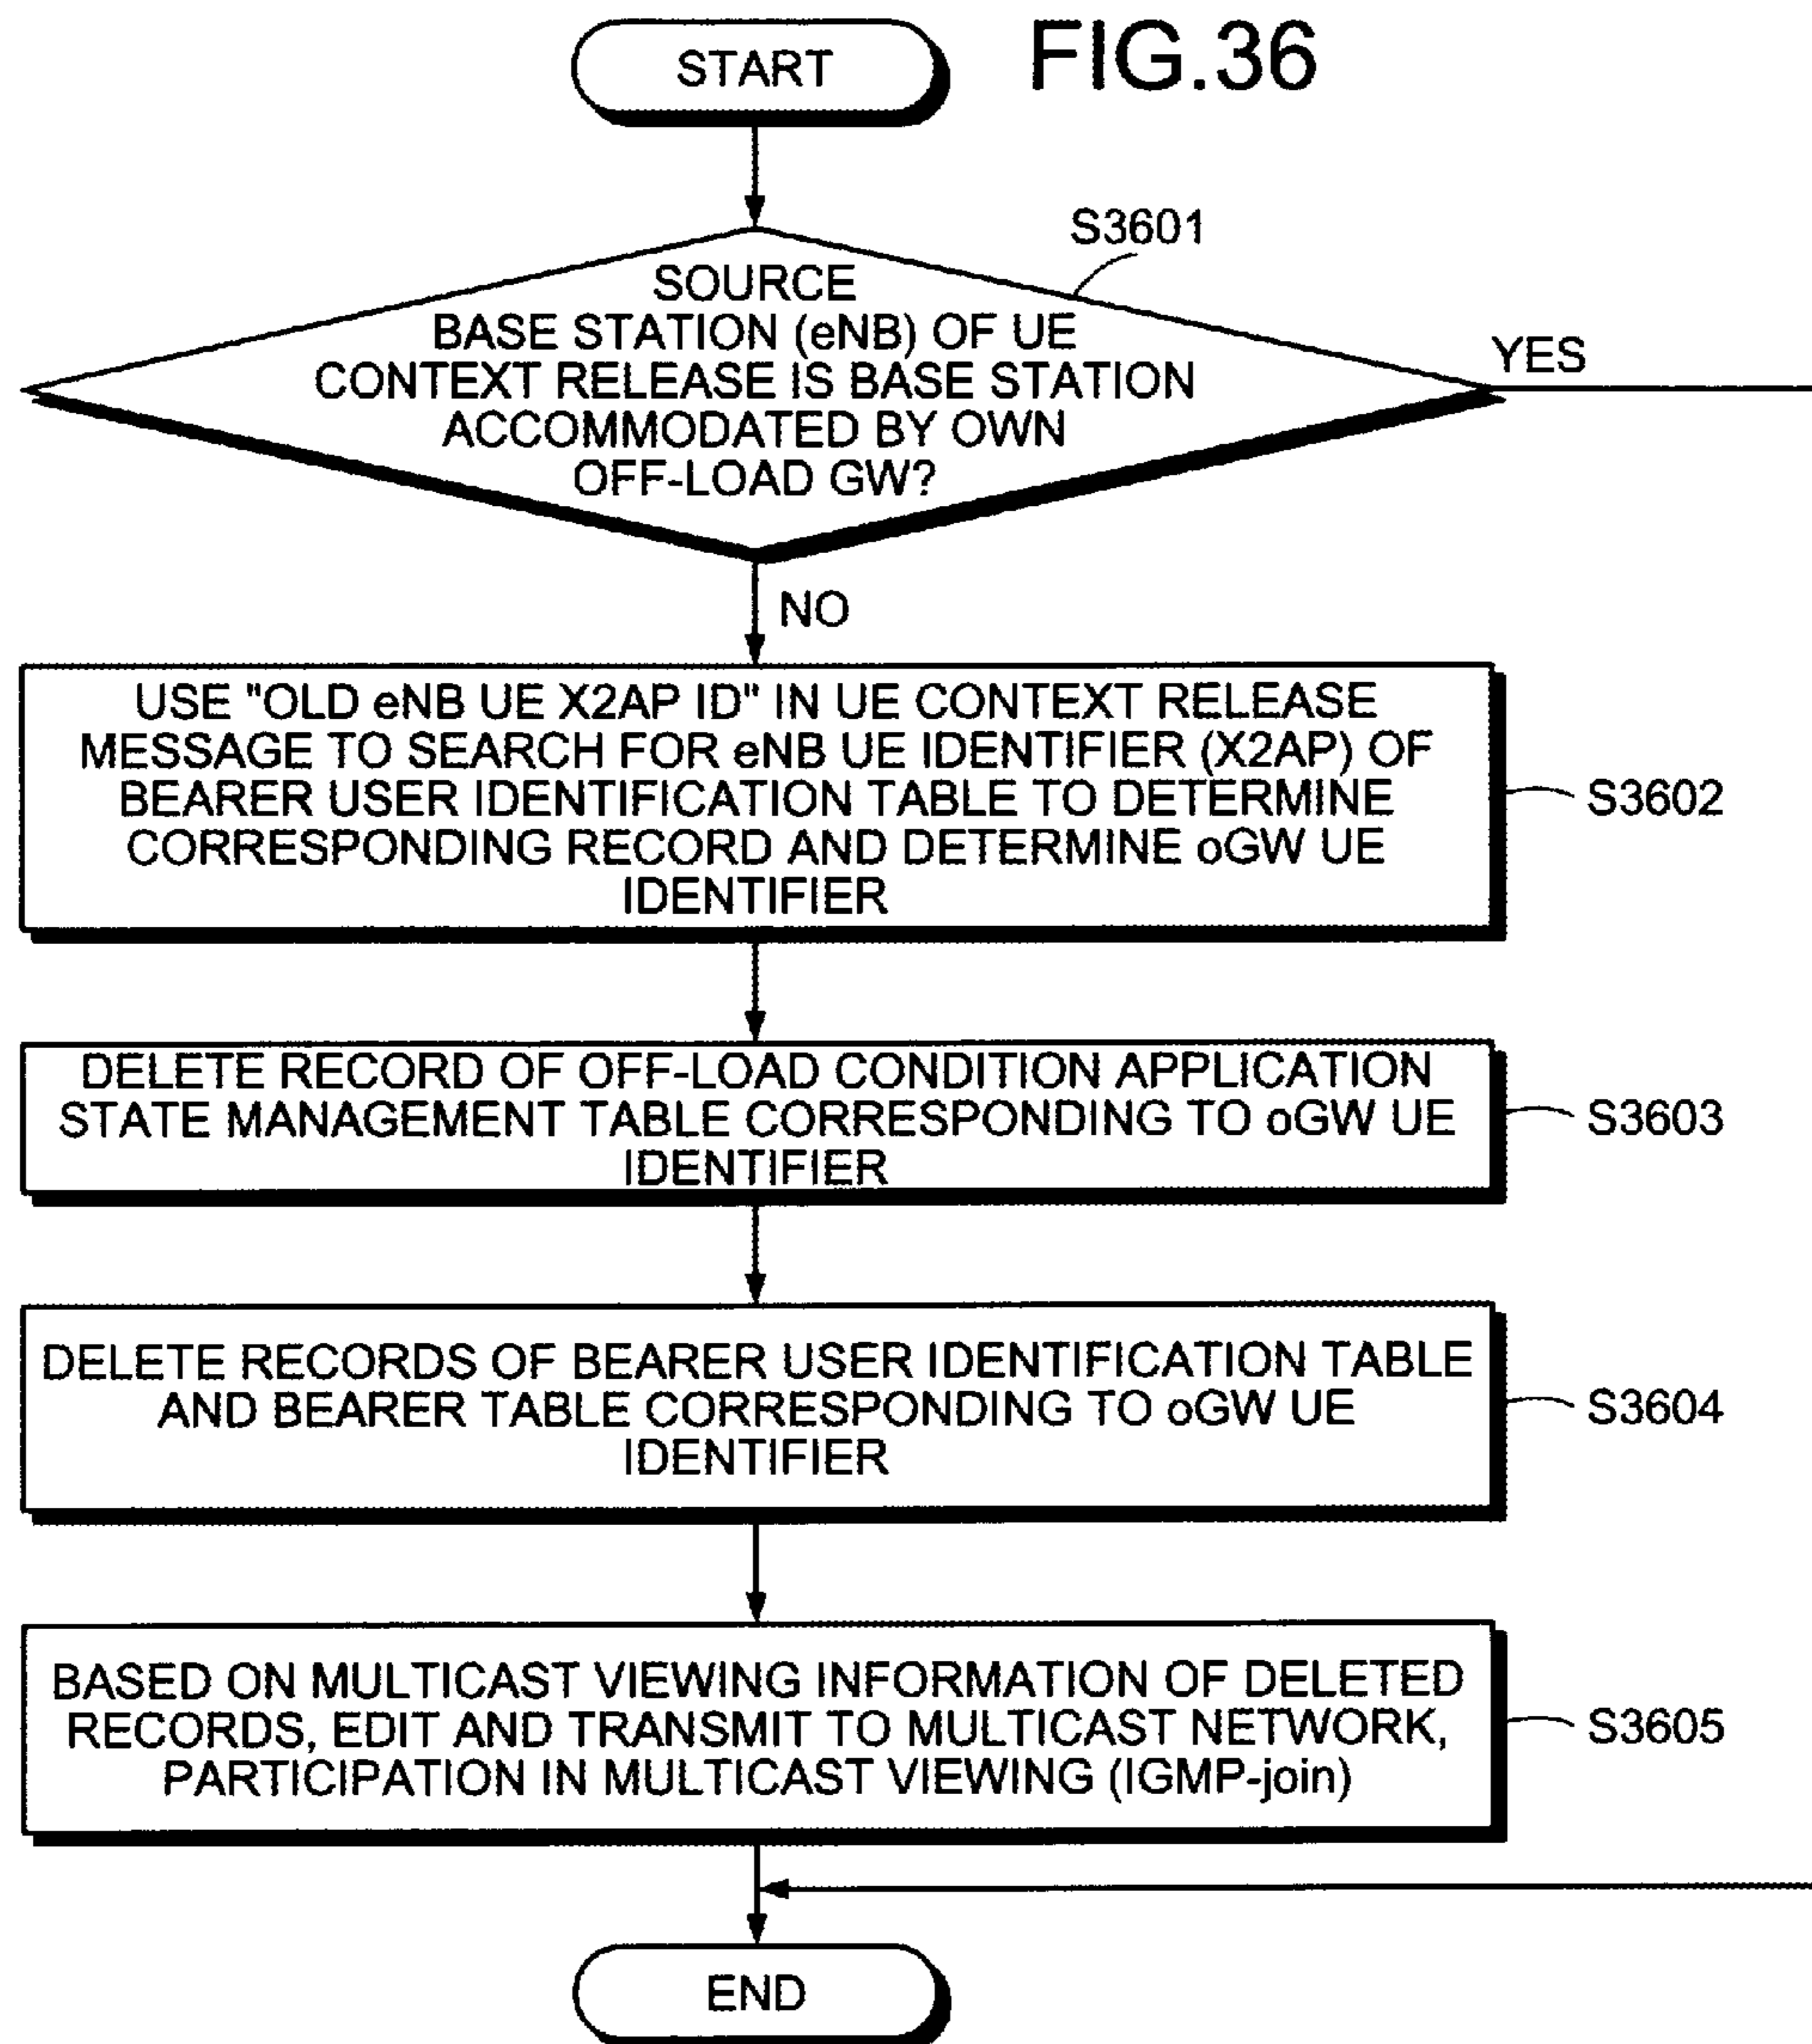 START
FIG.36
S3601
SOURCE
BASE STATION (eNB) OF UE
CONTEXT RELEASE IS BASE STATION
ACCOMMODATED BY OWN
OFF-LOAD GW?
YES
NO
USE "OLD eNB UE X2AP ID" IN UE CONTEXT RELEASE
MESSAGE TO SEARCH FOR eNB UE IDENTIFIER (X2AP) OF
BEARER USER IDENTIFICATION TABLE TO DETERMINE
CORRESPONDING RECORD AND DETERMINE oGW UE
IDENTIFIER
S3602
DELETE RECORD OF OFF-LOAD CONDITION APPLICATION
STATE MANAGEMENT TABLE CORRESPONDING TO oGW UE
IDENTIFIER
S3603
DELETE RECORDS OF BEARER USER IDENTIFICATION TABLE
AND BEARER TABLE CORRESPONDING TO oGW UE
IDENTIFIER
S3604
BASED ON MULTICAST VIEWING INFORMATION OF DELETED
RECORDS, EDIT AND TRANSMIT TO MULTICAST NETWORK,
PARTICIPATION IN MULTICAST VIEWING (IGMP-join)
S3605
END